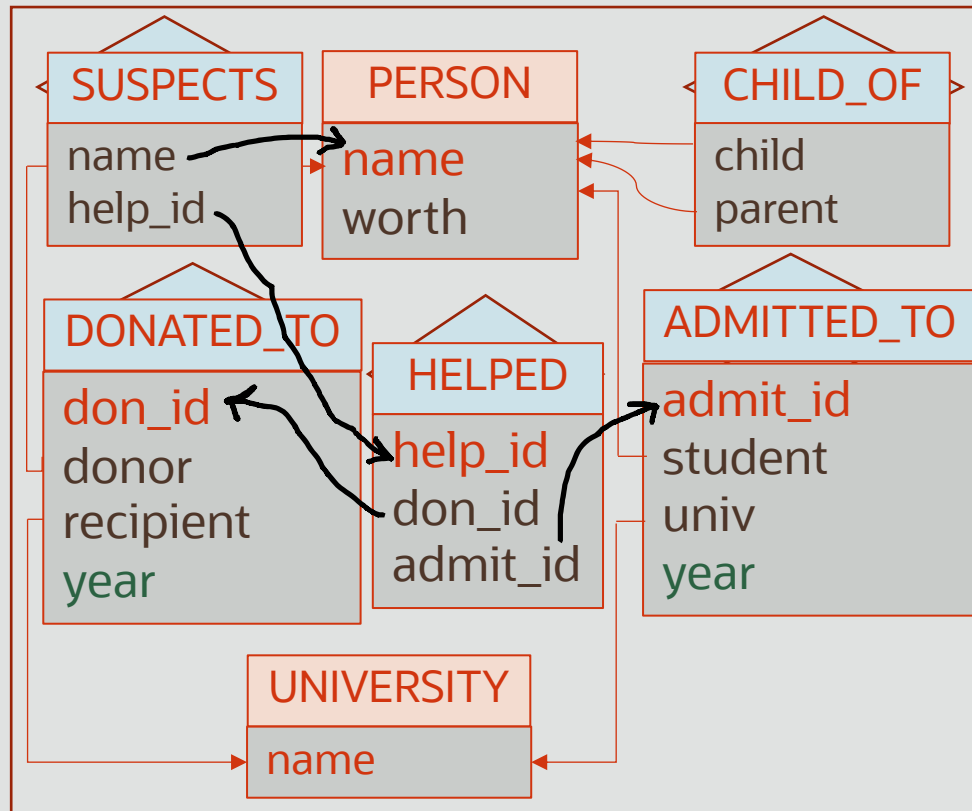 SUSPECTS
name
help_id
PERSON
name
worth
CHILD_OF
child
parent
DONATED_TO
don_id
donor
recipient
year
HELPED
help_id
don_id
admit_id
ADMITTED_TO
admit_id
student
univ
year
UNIVERSITY
name